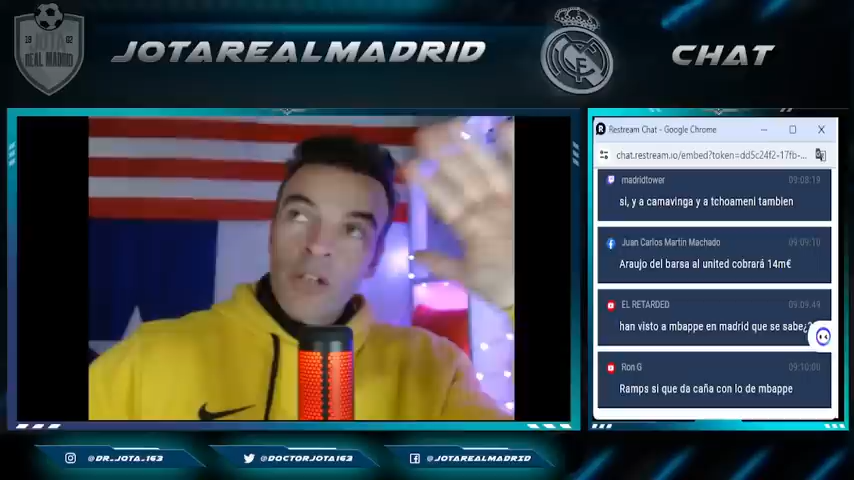 JOTAREALMADRID
CHAT
19 02
JOTA
REAL MADRID
Restream Chat - Google Chrome
chat.restream.io/embed?token=dd5c24f2-17fb-...
madridtower 09:08:19
si, y a camavinga y a tchoameni tambien
Juan Carlos Martin Machado 09:09:10
Araujo del barsa al united cobrará 14m€
EL RETARDED 09:09:49
han visto a mbappe en madrid que se sabe¿?
Ron G 09:10:00
Ramps si que da caña con lo de mbappe
@DR_JOTA_163
@DOCTORJOTA163
@JOTAREALMADRID